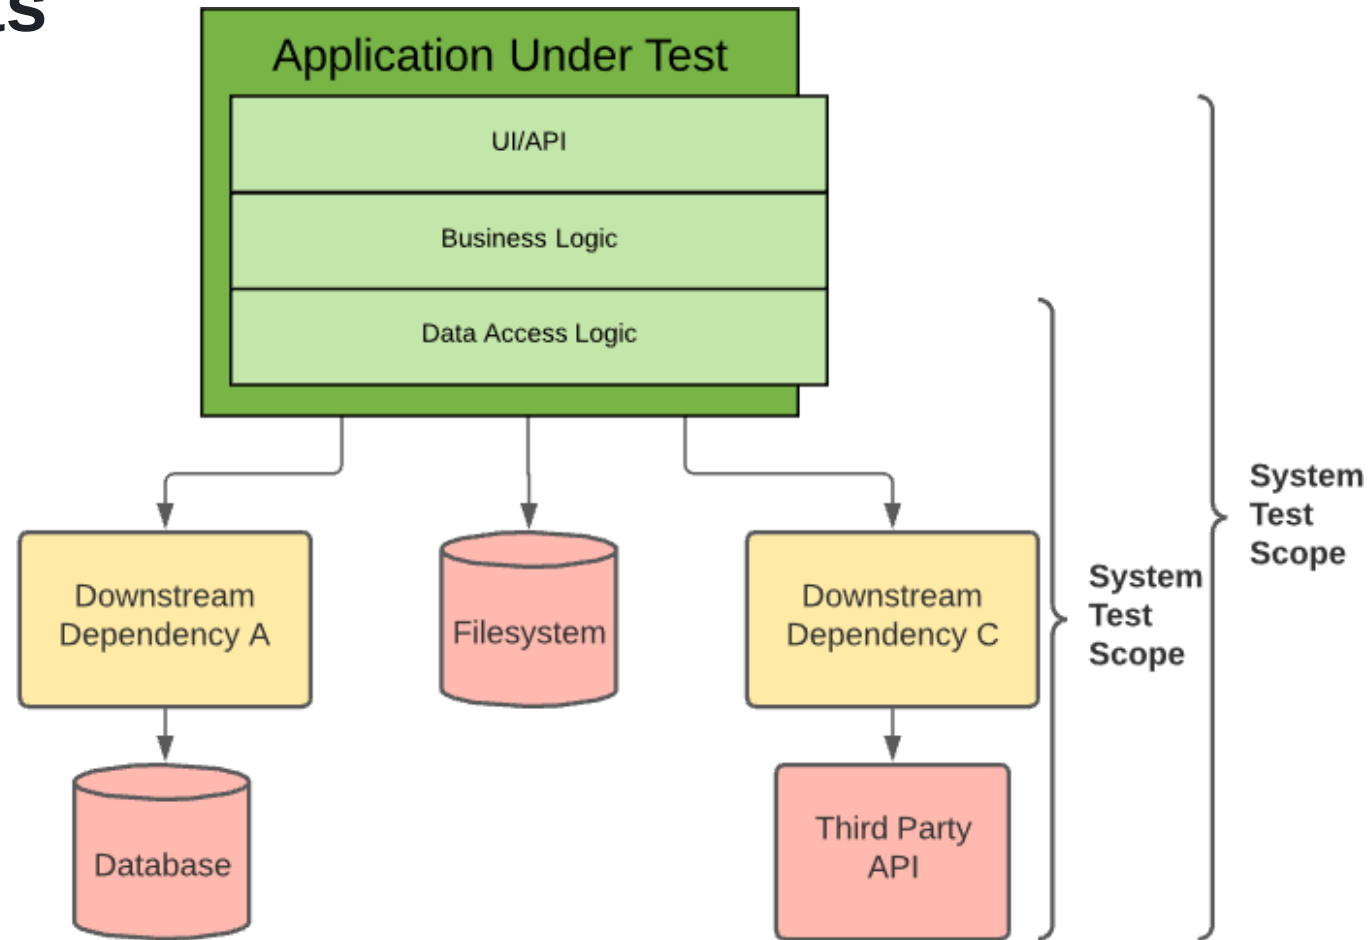 Application Under Test
UI/API
Business Logic
Data Access Logic
Downstream
Dependency A
Filesystem
Downstream
Dependency C
Database
Third Party
API
System
Test
Scope
System
Test
Scope